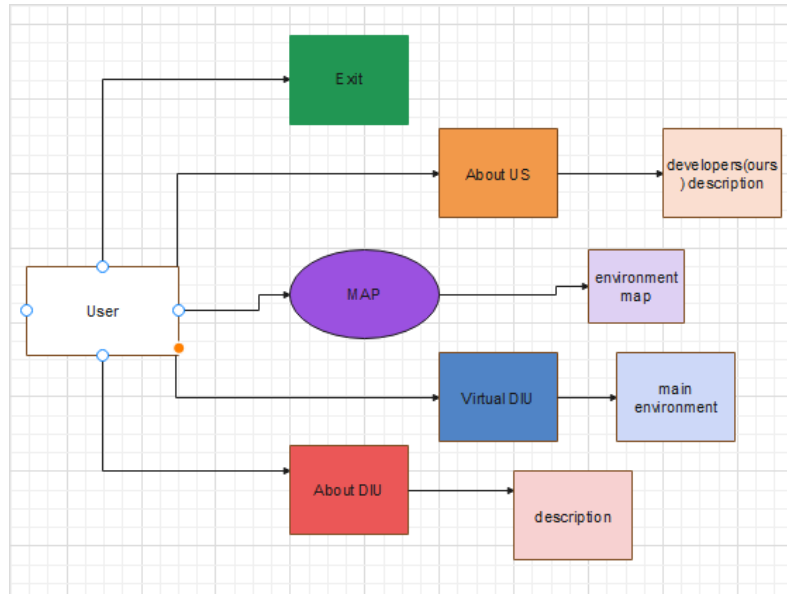 Exit
About US
developers(ours
) description
User
MAP
environment
map
Virtual DIU
main
environment
About DIU
description